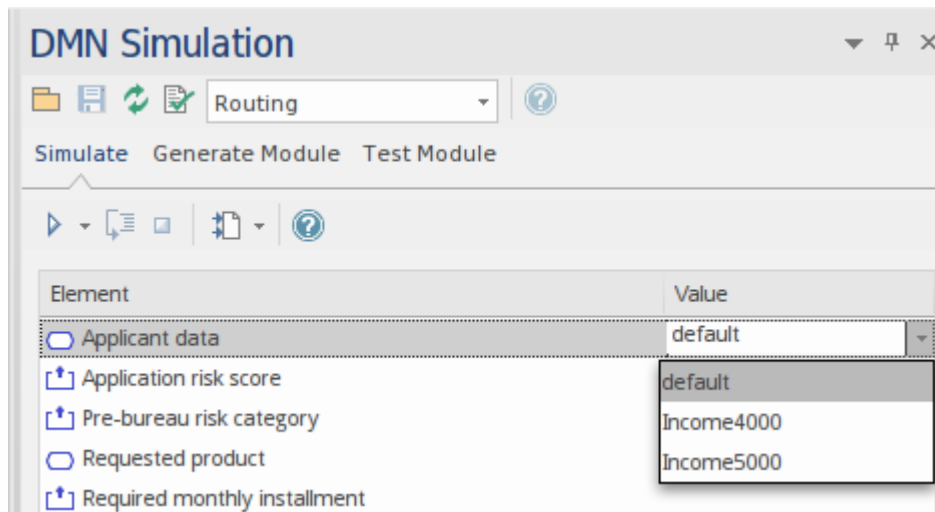 DMN Simulation
Routing
Simulate Generate Module Test Module
Element Value
Applicant data default
Application risk score default
Pre-bureau risk category Income4000
Requested product Income5000
Required monthly installment